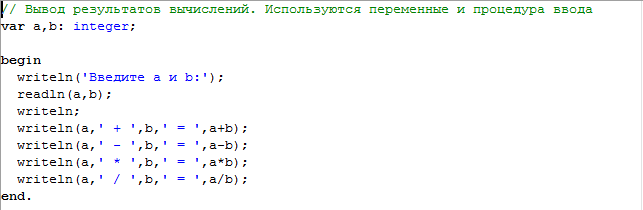 // Вывод результатов вычислений. Используются переменные и процедура ввода
var a,b: integer;

begin
  writeln('Введите a и b:');
  readln(a,b);
  writeln;
  writeln(a,' + ',b,' = ',a+b);
  writeln(a,' - ',b,' = ',a-b);
  writeln(a,' * ',b,' = ',a*b);
  writeln(a,' / ',b,' = ',a/b);
end.